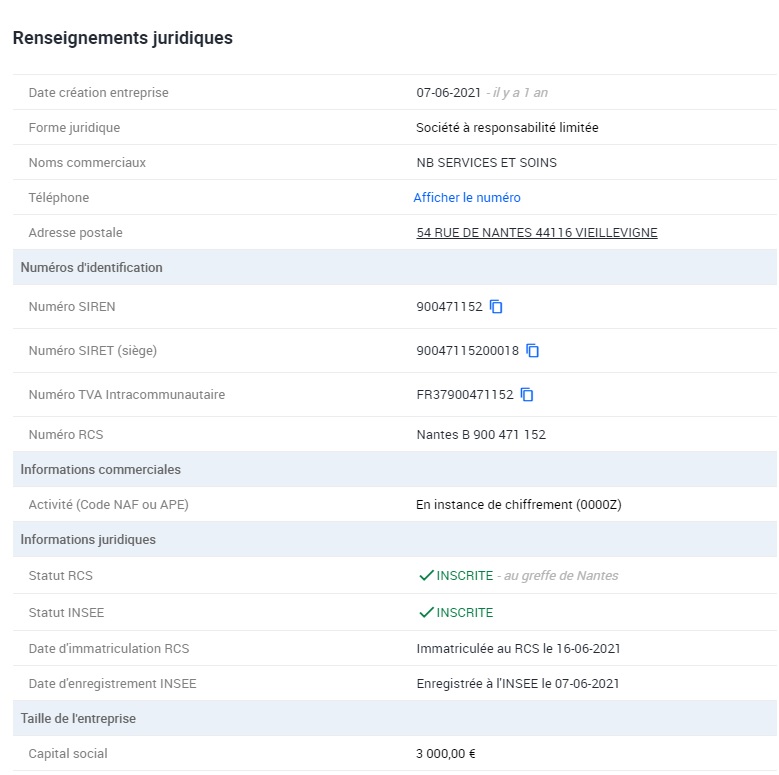 Renseignements juridiques
Date création entreprise 07-06-2021 - il y a 1 an
Forme juridique Société à responsabilité limitée
Noms commerciaux NB SERVICES ET SOINS
Téléphone Afficher le numéro
Adresse postale 54 RUE DE NANTES 44116 VIEILLEVIGNE
Numéros d'identification
Numéro SIREN 900471152
Numéro SIRET (siège) 90047115200018
Numéro TVA Intracommunautaire FR37900471152
Numéro RCS Nantes B 900 471 152
Informations commerciales
Activité (Code NAF ou APE) En instance de chiffrement (0000Z)
Informations juridiques
Statut RCS INSCRITE - au greffe de Nantes
Statut INSEE INSCRITE
Date d'immatriculation RCS Immatriculée au RCS le 16-06-2021
Date d'enregistrement INSEE Enregistrée à l'INSEE le 07-06-2021
Taille de l'entreprise
Capital social 3 000,00 €